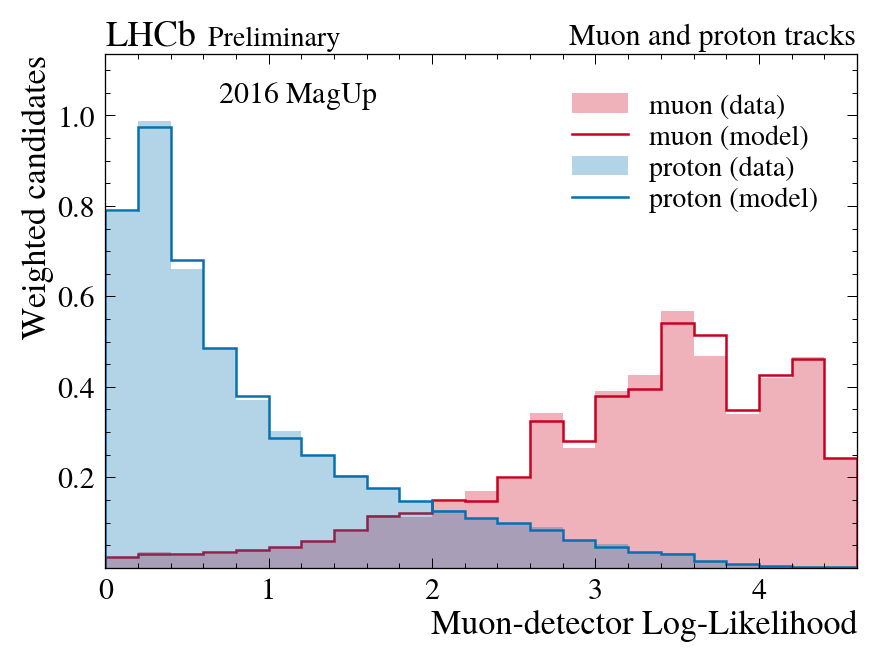 LHCb Preliminary
Muon and proton tracks
2016 MagUp
muon (data)
muon (model)
proton (data)
proton (model)
Weighted candidates
1.0
0.8
0.6
0.4
0.2
0 1 2 3 4
Muon-detector Log-Likelihood